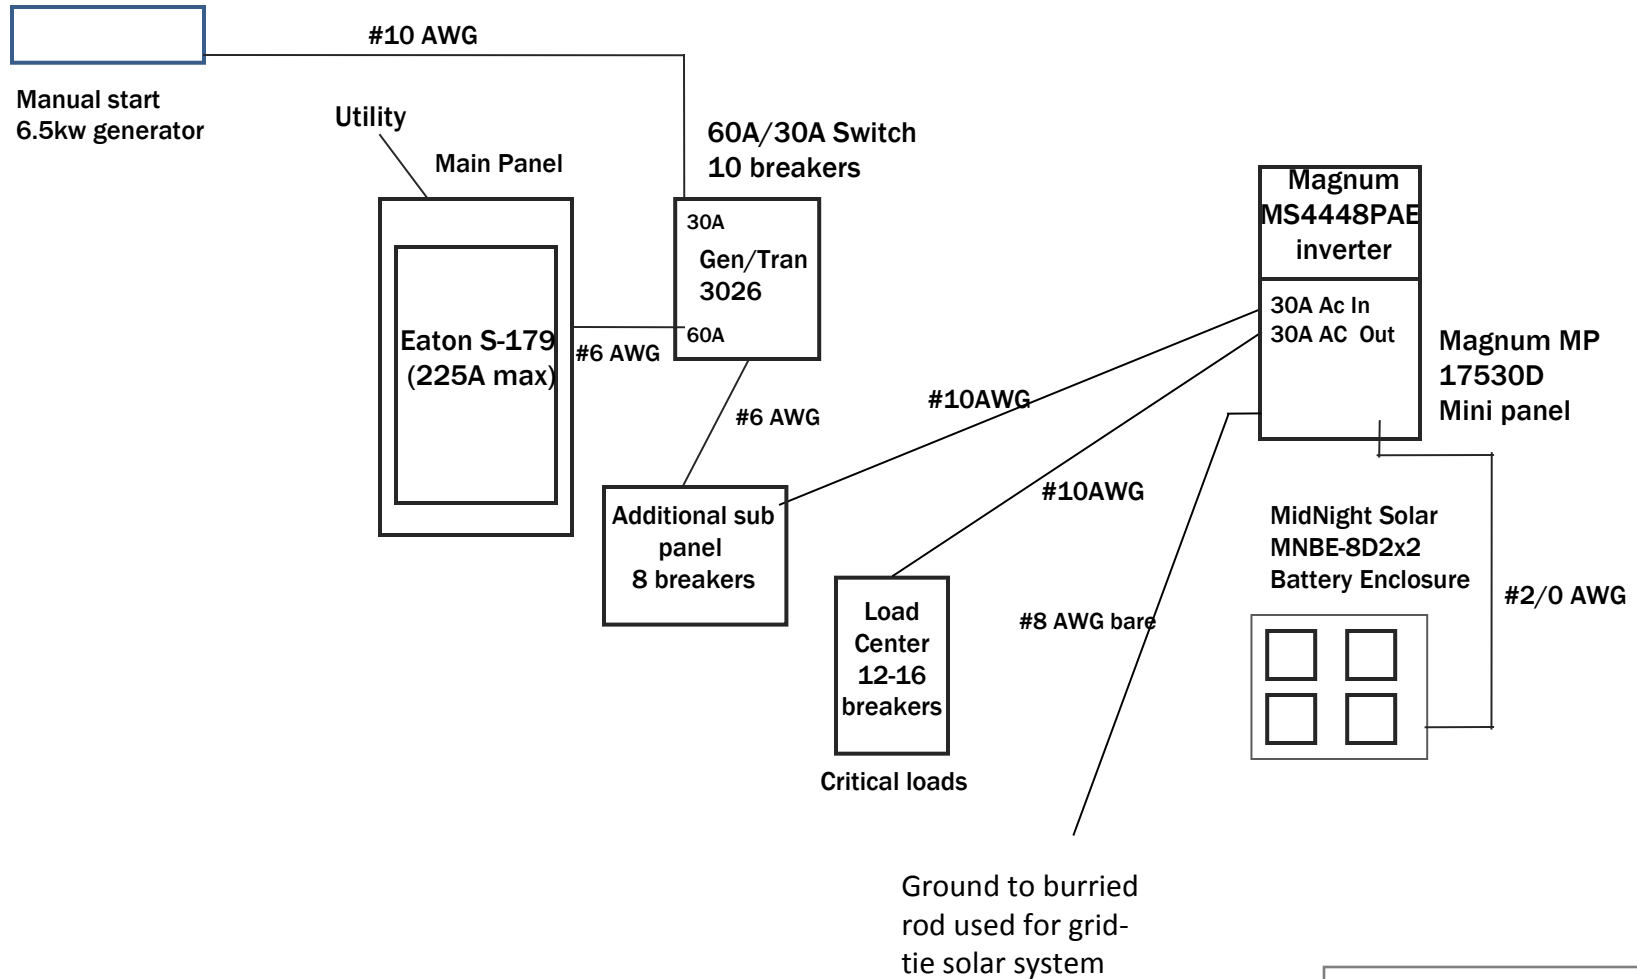 #10 AWG
Manual start
6.5kw generator
Utility
Main Panel
60A/30A Switch
10 breakers
30A
Gen/Tran
3026
60A
Eaton S-179
(225A max)
#6 AWG
#6 AWG
Additional sub
panel
8 breakers
Magnum
MS4448PAE
inverter
30A Ac In
30A AC Out
Magnum MP
17530D
Mini panel
#10AWG
#10AWG
Load
Center
12-16
breakers
Critical loads
#8 AWG bare
MidNight Solar
MNBE-8D2x2
Battery Enclosure
#2/0 AWG
Ground to burried
rod used for grid-
tie solar system